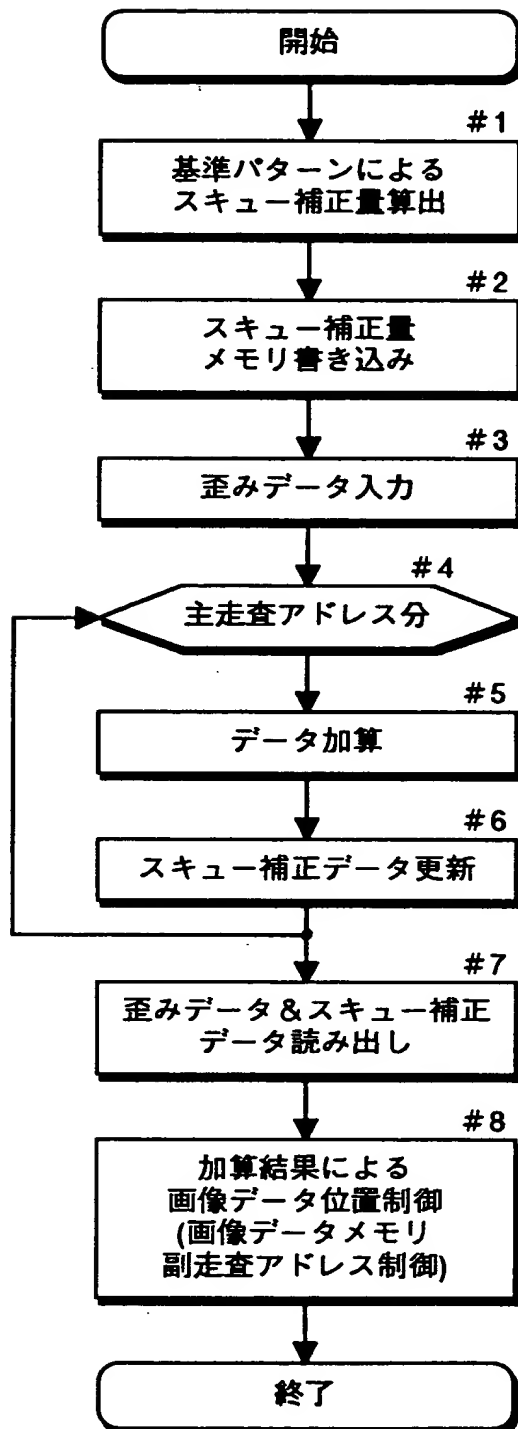 開始
#1
基準パターンによる
スキュー補正量算出
#2
スキュー補正量
メモリ書き込み
#3
歪みデータ入力
#4
主走査アドレス分
#5
データ加算
#6
スキュー補正データ更新
#7
歪みデータ&スキュー補正
データ読み出し
#8
加算結果による
画像データ位置制御
(画像データメモリ
副走査アドレス制御)
終了